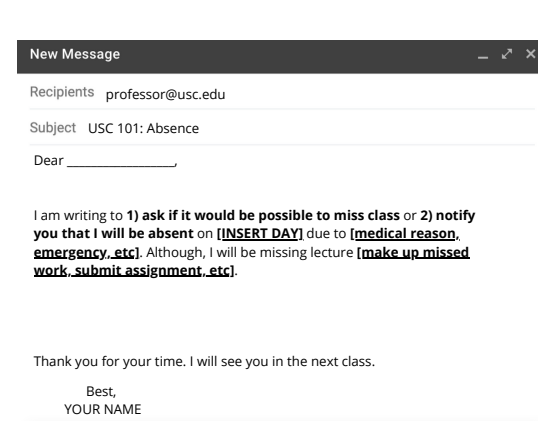 New Message
Recipients professor@usc.edu
Subject USC 101: Absence
Dear __________________,
I am writing to 1) ask if it would be possible to miss class or 2) notify
you that I will be absent on [INSERT DAY] due to [medical reason,
emergency, etc]. Although, I will be missing lecture [make up missed
work, submit assignment, etc].
Thank you for your time. I will see you in the next class.
Best,
YOUR NAME